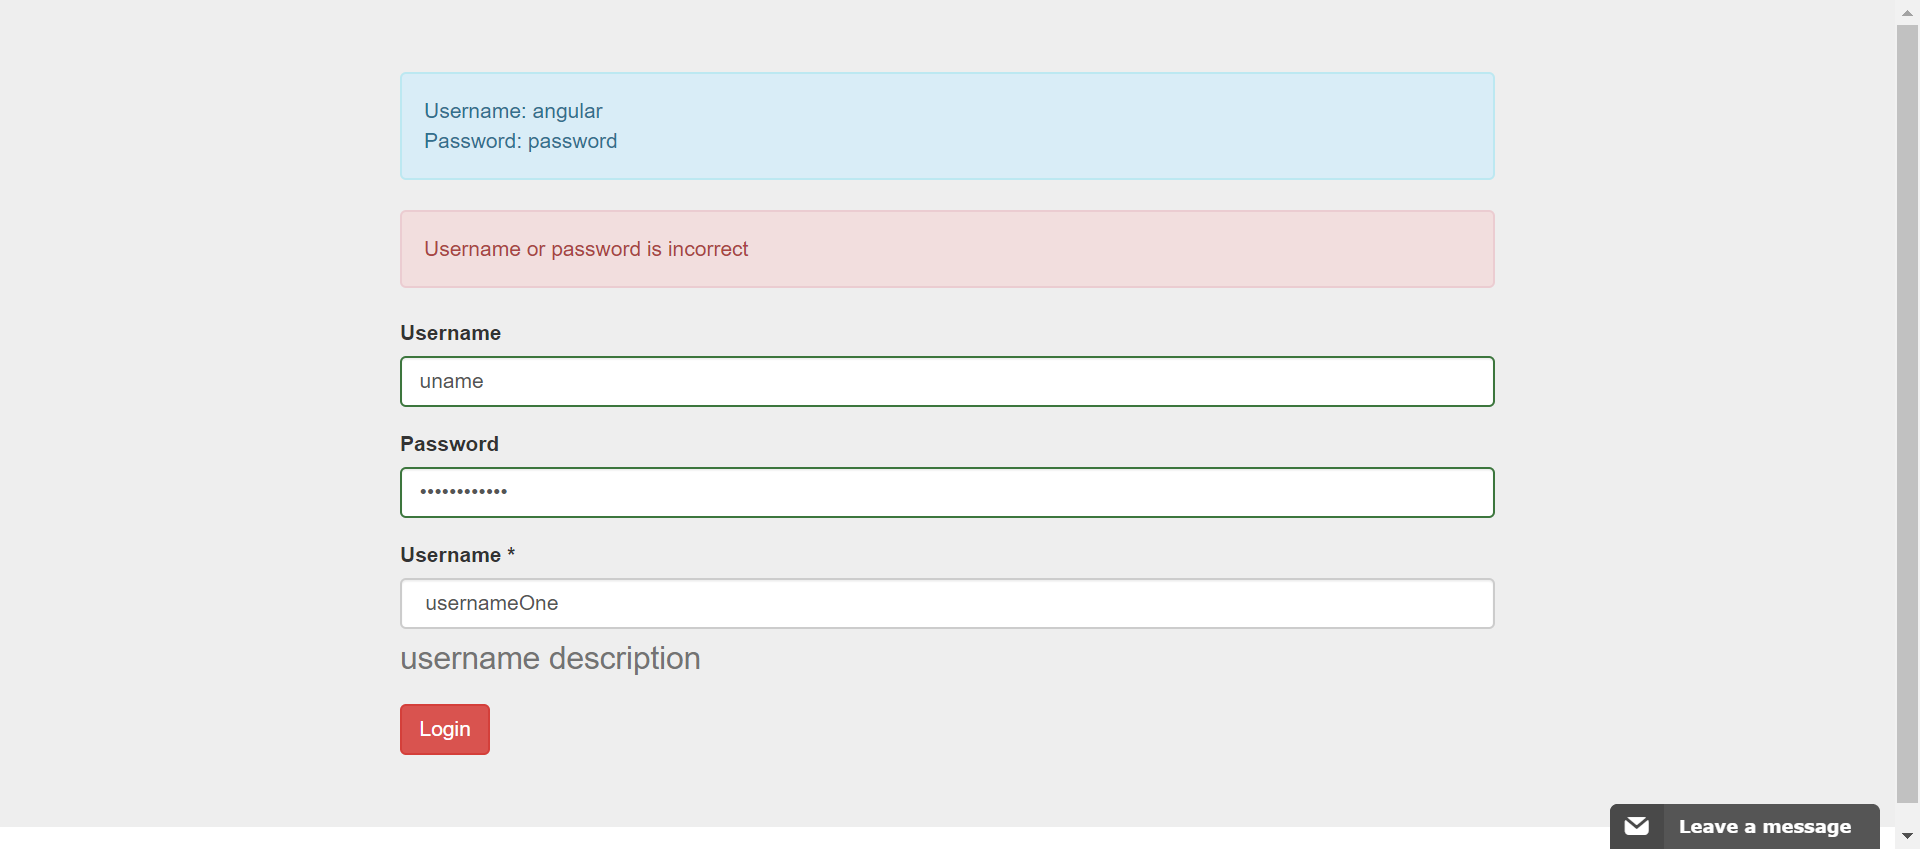 Username: angular
Password: password
Username or password is incorrect
Username
uname
Password
••••••••••••
Username *
usernameOne
username description
Login
Leave a message